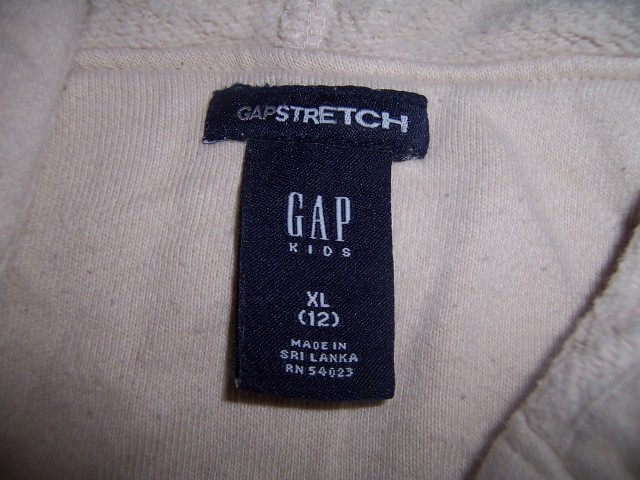 GAPSTRETCH
GAP
KIDS
XL
(12)
MADE IN
SRI LANKA
RN 54023